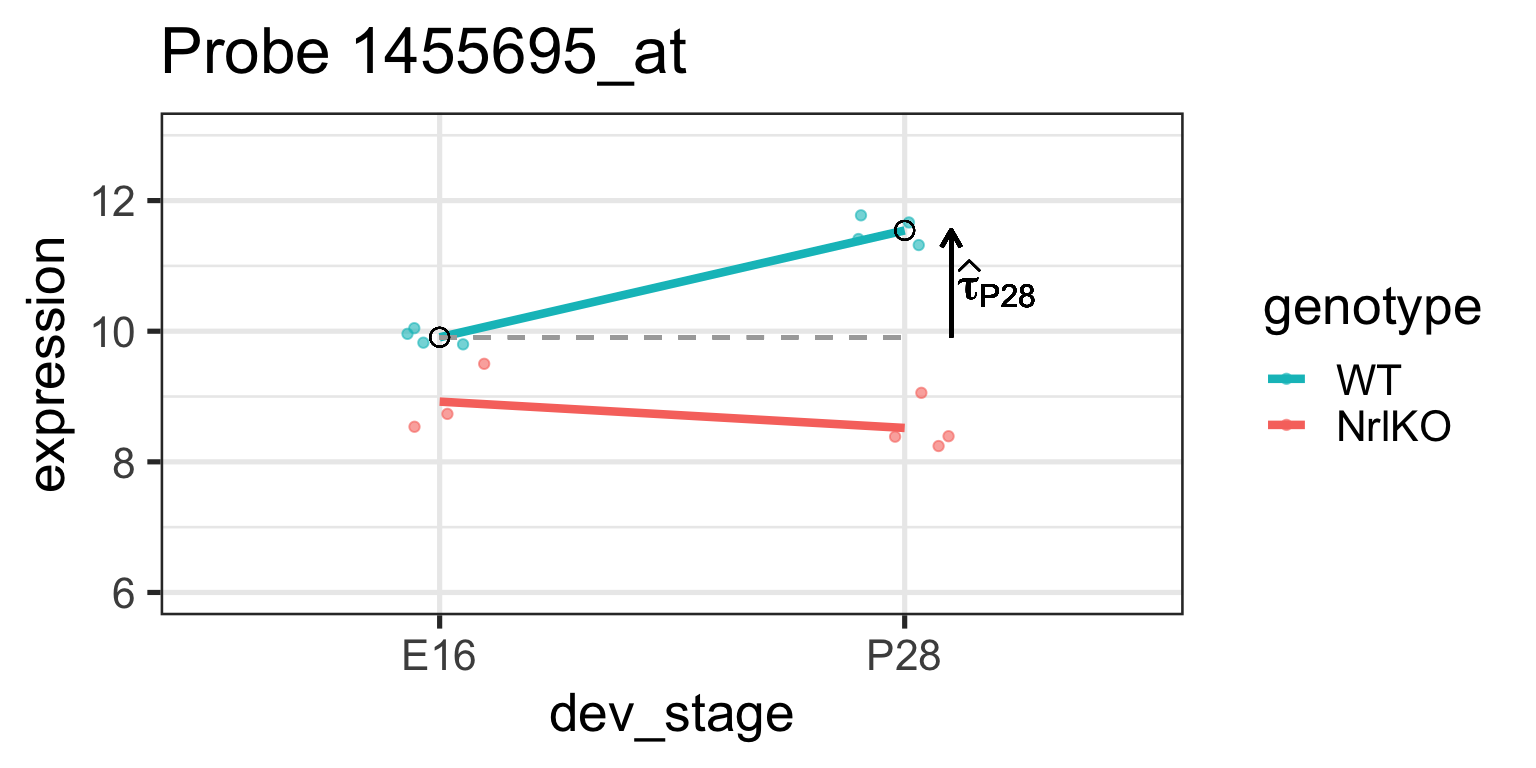 Probe 1455695_at
expression
12
10
8
6
τ̂P28
E16
P28
dev_stage
genotype
WT
NrlKO